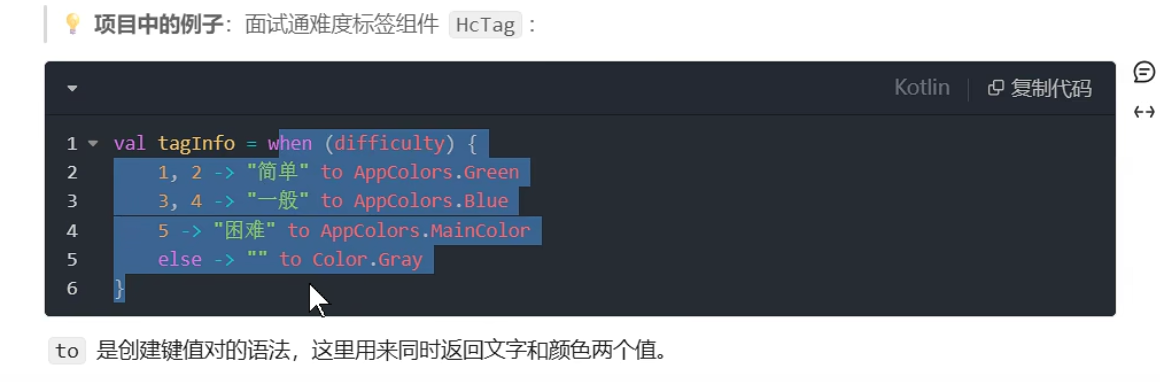 💡 项目中的例子：面试通难度标签组件 HcTag ：
Kotlin 复制代码
1 val tagInfo = when (difficulty) {
2     1, 2 -> "简单" to AppColors.Green
3     3, 4 -> "一般" to AppColors.Blue
4     5 -> "困难" to AppColors.MainColor
5     else -> "" to Color.Gray
6 }
to 是创建键值对的语法，这里用来同时返回文字和颜色两个值。